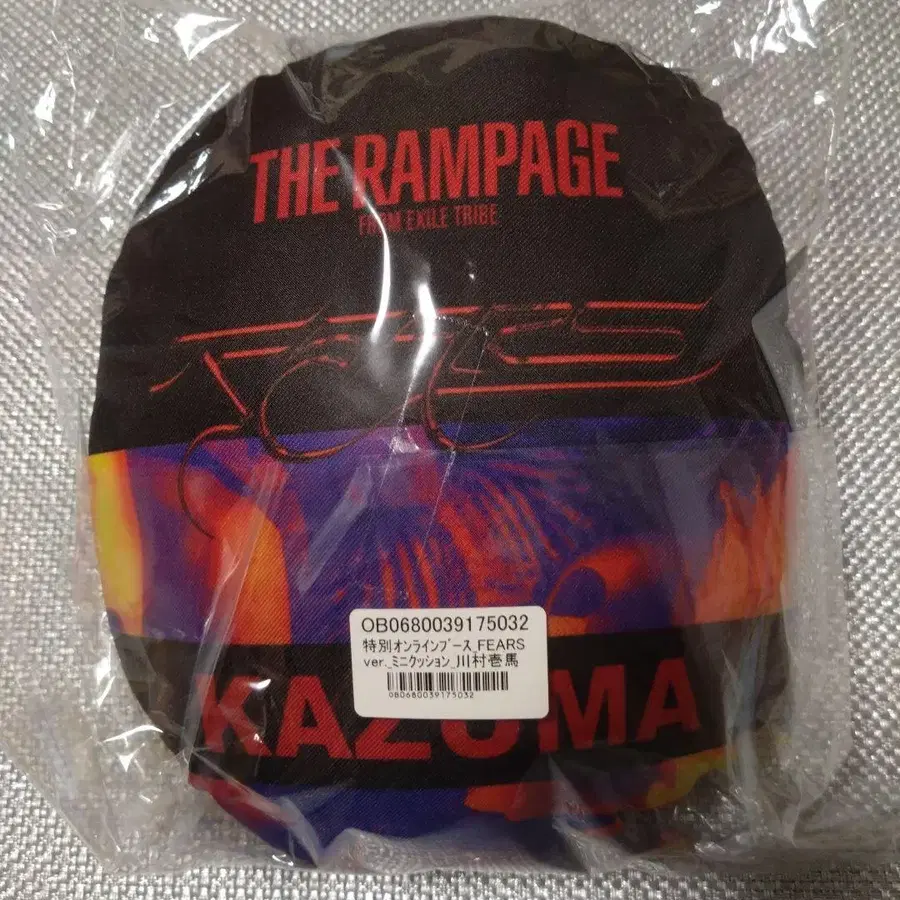 THE RAMPAGE
FROM EXILE TRIBE
OB0680039175032
特別オンラインブース_FEARS
ver._ミニクッション_川村壱馬
OB0680039175032
KAZUMA